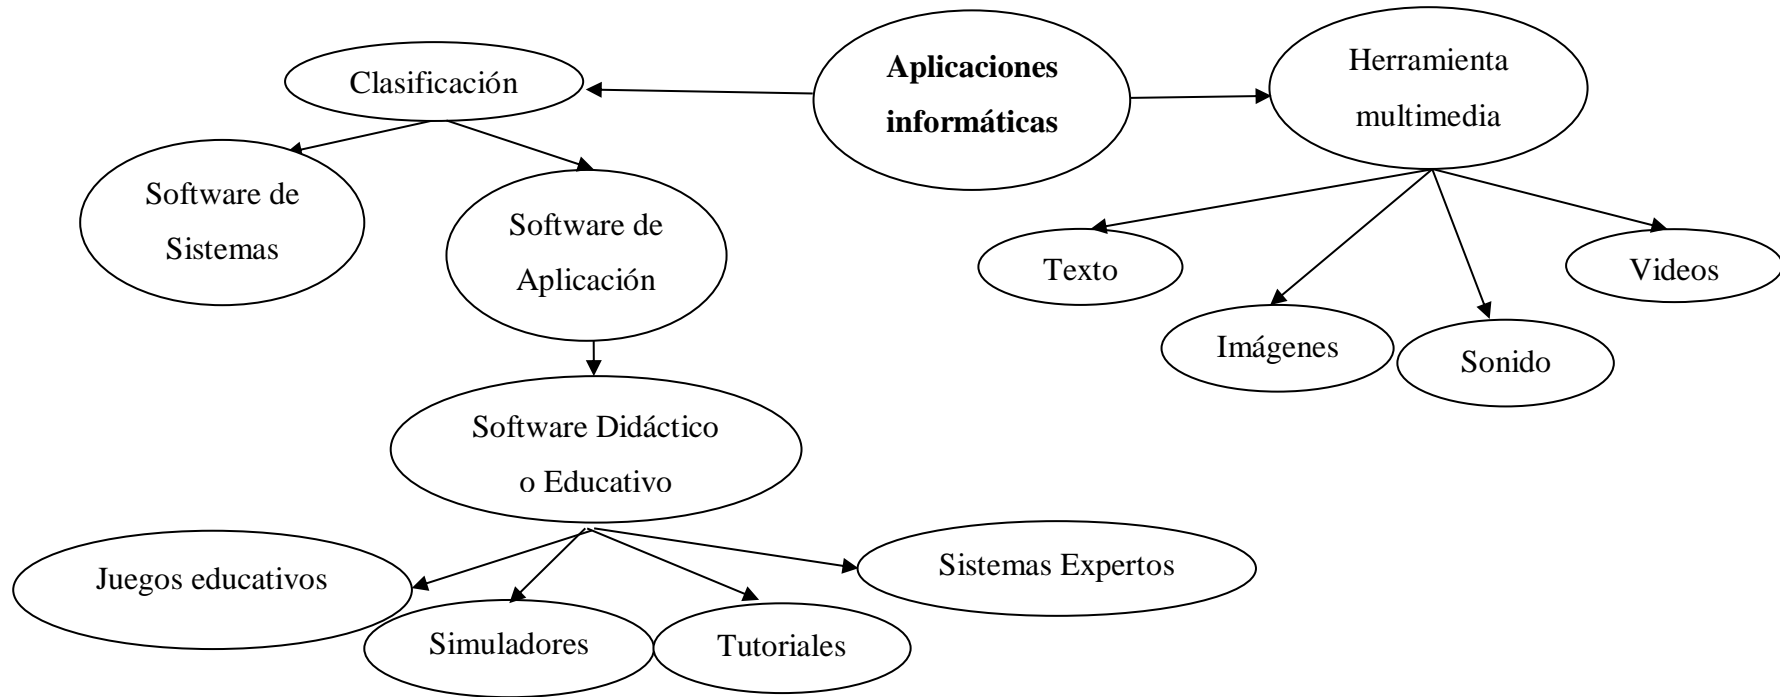 Aplicaciones
informáticas
Clasificación
Herramienta
multimedia
Software de
Sistemas
Software de
Aplicación
Texto
Imágenes
Sonido
Videos
Software Didáctico
o Educativo
Juegos educativos
Simuladores
Tutoriales
Sistemas Expertos